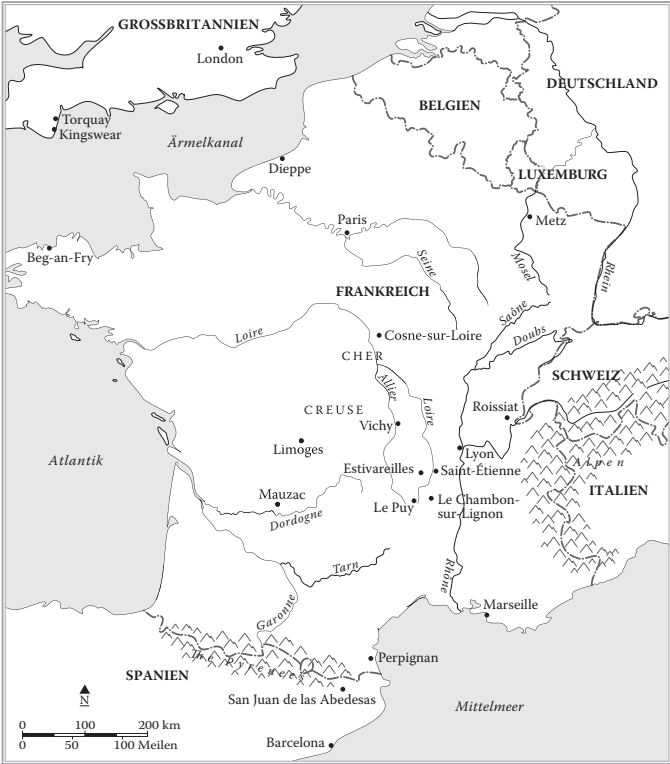 GROSSBRITANNIEN
London
DEUTSCHLAND
BELGIEN
Torquay
Kingswear
Ärmelkanal
Dieppe
LUXEMBURG
Paris
Metz
Beg-an-Fry
Seine
Mosel
Rhein
FRANKREICH
Saône
Loire
Cosne-sur-Loire
Doubs
CHER
SCHWEIZ
Allier
Loire
CREUSE
Roissiat
Vichy
Limoges
Lyon
Atlantik
Estivareilles
Saint-Étienne
Alpen
ITALIEN
Mauzac
Le Puy
Le Chambon-
sur-Lignon
Dordogne
Tarn
Rhône
Garonne
Marseille
The Pyrenees
Perpignan
SPANIEN
N
San Juan de las Abedesas
Mittelmeer
0 100 200 km
0 50 100 Meilen
Barcelona